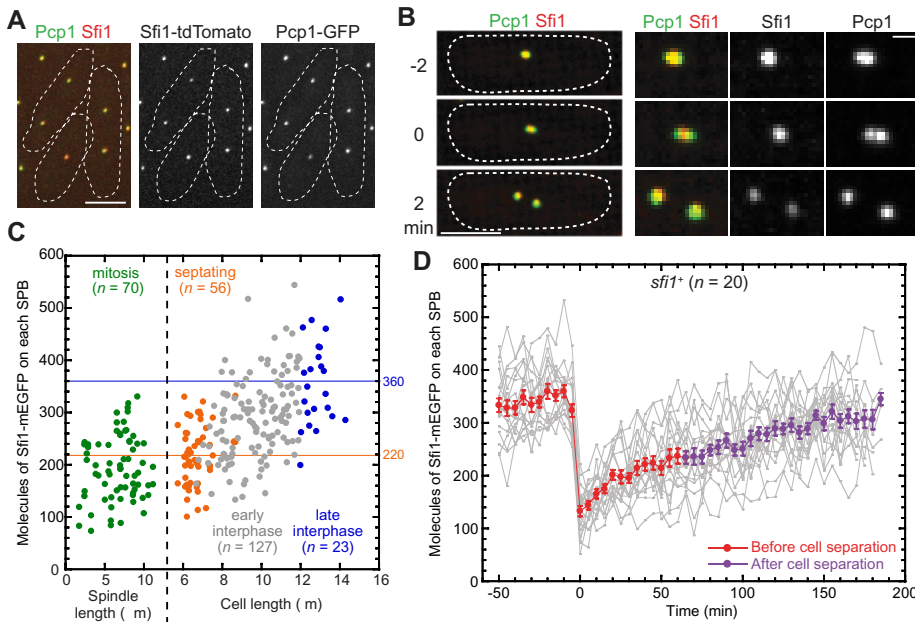 A
Pcp1 Sfi1
Sfi1-tdTomato
Pcp1-GFP
B
Pcp1 Sfi1
Pcp1 Sfi1
Sfi1
Pcp1
-2
0
2
min
C
Molecules of Sfi1-mEGFP on each SPB
600
500
400
300
200
100
0
mitosis
(n = 70)
septating
(n = 56)
360
220
early
interphase
(n = 127)
late
interphase
(n = 23)
0 5 10 6 8 10 12 14 16
Spindle
length ( m)
Cell length ( m)
D
Molecules of Sfi1-mEGFP on each SPB
600
500
400
300
200
100
0
sfi1+ (n = 20)
Before cell separation
After cell separation
-50 0 50 100 150 200
Time (min)